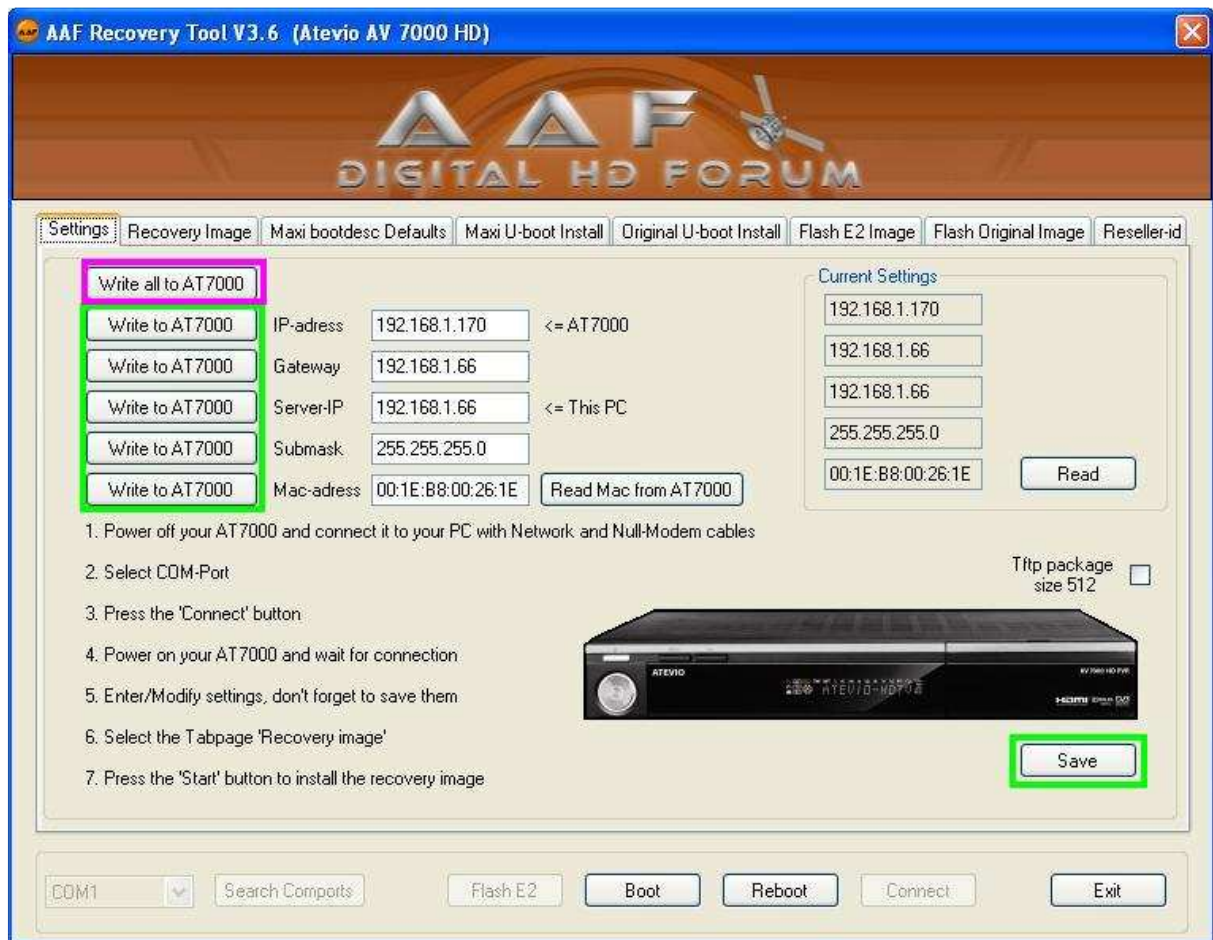 AAF Recovery Tool V3.6 (Atevio AV 7000 HD)
AAF
DIGITAL HD FORUM
Settings Recovery Image Maxi bootdesc Defaults Maxi U-boot Install Original U-boot Install Flash E2 Image Flash Original Image Reseller-id
Write all to AT7000
Write to AT7000 IP-adress 192.168.1.170 <= AT7000
Write to AT7000 Gateway 192.168.1.66
Write to AT7000 Server-IP 192.168.1.66 <= This PC
Write to AT7000 Submask 255.255.255.0
Write to AT7000 Mac-adress 00:1E:B8:00:26:1E Read Mac from AT7000
Current Settings
192.168.1.170
192.168.1.66
192.168.1.66
255.255.255.0
00:1E:B8:00:26:1E Read
1. Power off your AT7000 and connect it to your PC with Network and Null-Modem cables
2. Select COM-Port
3. Press the 'Connect' button
4. Power on your AT7000 and wait for connection
5. Enter/Modify settings, don't forget to save them
6. Select the Tabpage 'Recovery image'
7. Press the 'Start' button to install the recovery image
Tftp package
size 512
ATEVIO
AV 7000 HD PVR
HDMI
Save
COM1 Search Comports Flash E2 Boot Reboot Connect Exit